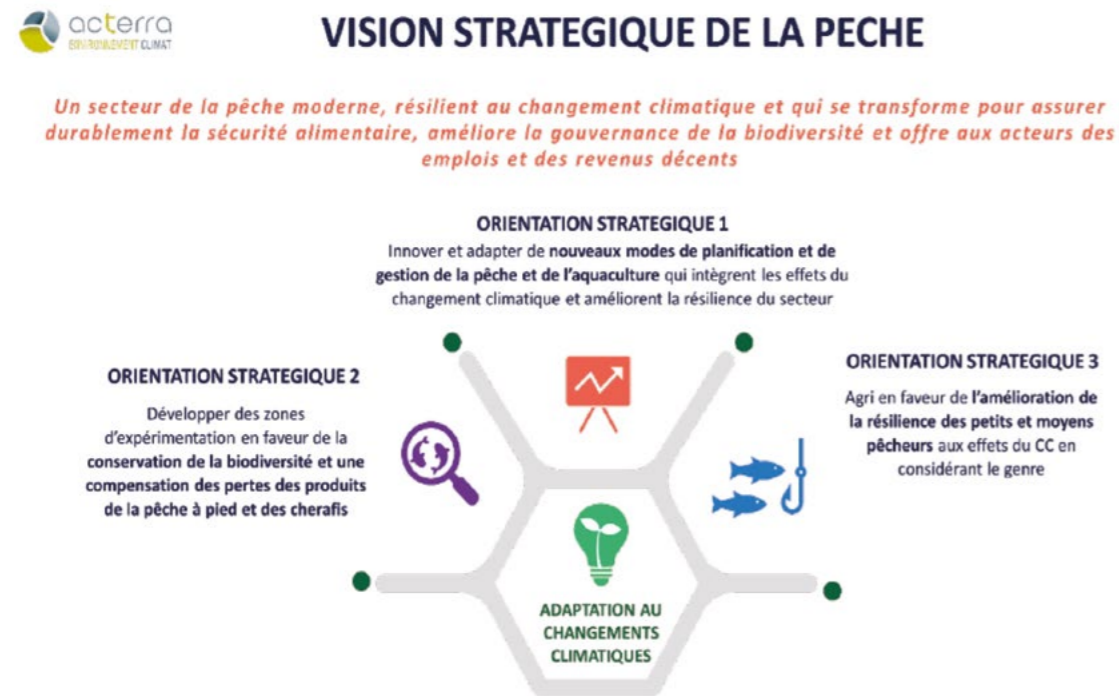 acterra
ENVIRONNEMENT CLIMAT
VISION STRATEGIQUE DE LA PECHE
Un secteur de la pêche moderne, résilient au changement climatique et qui se transforme pour assurer
durablement la sécurité alimentaire, améliore la gouvernance de la biodiversité et offre aux acteurs des
emplois et des revenus décents
ORIENTATION STRATEGIQUE 1
Innover et adapter de nouveaux modes de planification et de
gestion de la pêche et de l'aquaculture qui intègrent les effets du
changement climatique et améliorent la résilience du secteur
ORIENTATION STRATEGIQUE 2
Développer des zones
d'expérimentation en faveur de la
conservation de la biodiversité et une
compensation des pertes des produits
de la pêche à pied et des cherafis
ORIENTATION STRATEGIQUE 3
Agri en faveur de l'amélioration de
la résilience des petits et moyens
pêcheurs aux effets du CC en
considérant le genre
ADAPTATION AU
CHANGEMENTS
CLIMATIQUES